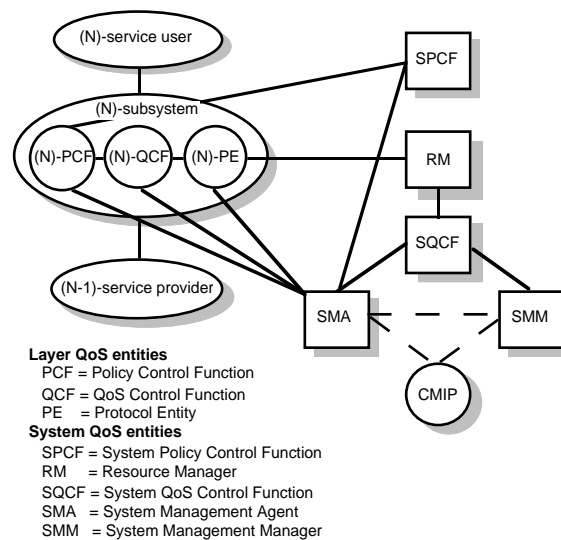 (N)-service user
SPCF
(N)-subsystem
(N)-PCF
(N)-QCF
(N)-PE
RM
SQCF
(N-1)-service provider
SMA
SMM
CMIP
Layer QoS entities
PCF = Policy Control Function
QCF = QoS Control Function
PE = Protocol Entity
System QoS entities
SPCF = System Policy Control Function
RM = Resource Manager
SQCF = System QoS Control Function
SMA = System Management Agent
SMM = System Management Manager